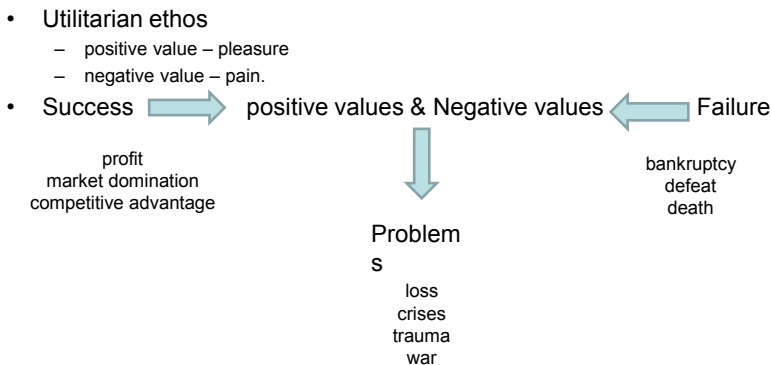 • Utilitarian ethos
– positive value – pleasure
– negative value – pain.
• Success positive values & Negative values Failure
profit
market domination
competitive advantage
bankruptcy
defeat
death
Problem
s
loss
crises
trauma
war